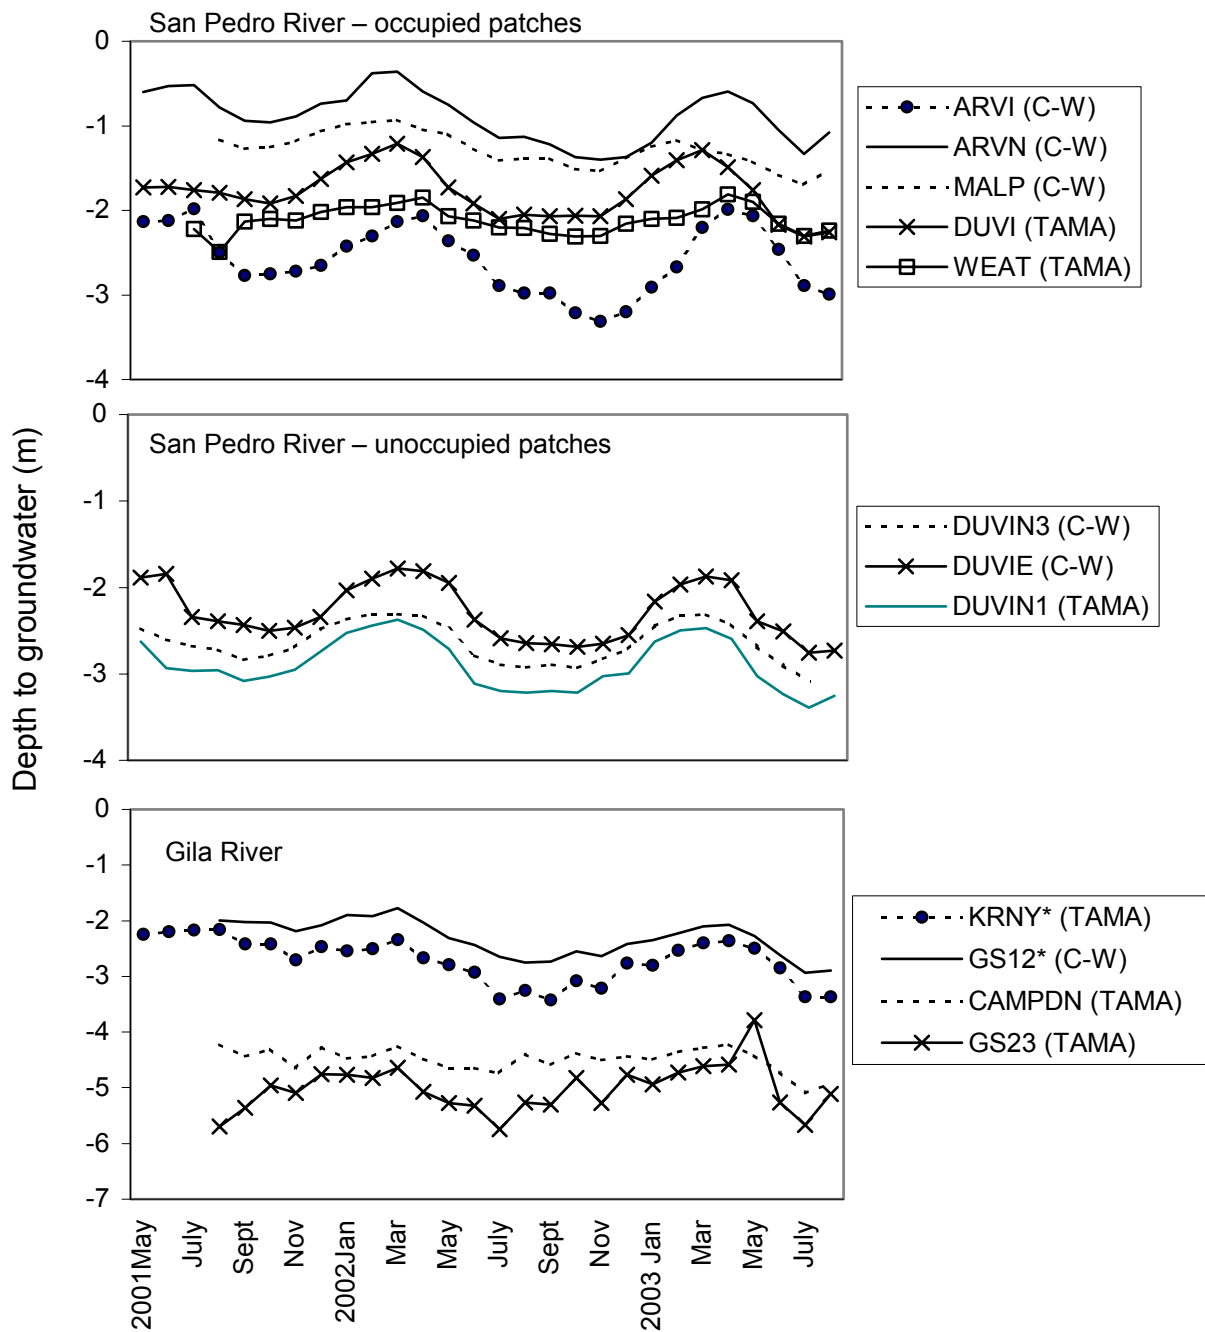 San Pedro River – occupied patches
0
-1
-2
-3
-4
ARVI (C-W)
ARVN (C-W)
MALP (C-W)
DUVI (TAMA)
WEAT (TAMA)
Depth to groundwater (m)
San Pedro River – unoccupied patches
0
-1
-2
-3
-4
DUVIN3 (C-W)
DUVIE (C-W)
DUVIN1 (TAMA)
Gila River
0
-1
-2
-3
-4
-5
-6
-7
KRNY* (TAMA)
GS12* (C-W)
CAMPDN (TAMA)
GS23 (TAMA)
2001May
July
Sept
Nov
2002Jan
Mar
May
July
Sept
Nov
2003 Jan
Mar
May
July